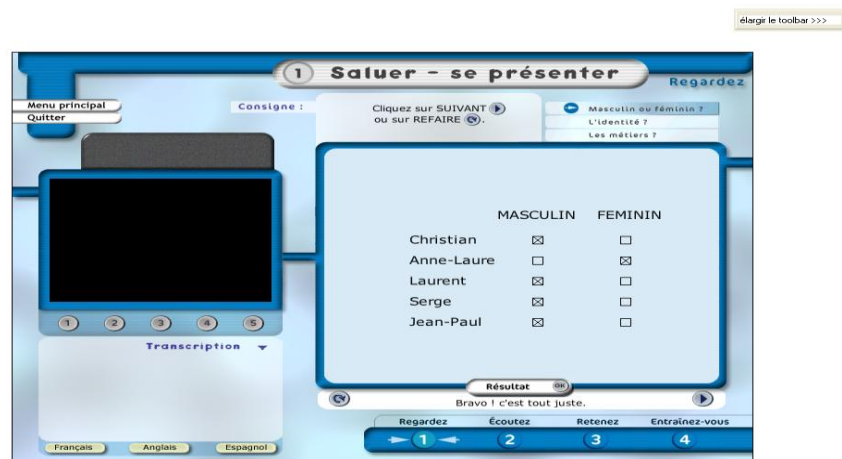 élargir le toolbar >>>
1 Saluer - se présenter
Regardez
Menu principal
Quitter
Consigne :
Cliquez sur SUIVANT
ou sur REFAIRE .
Masculin ou féminin ?
L'identité ?
Les métiers ?
MASCULIN FEMININ
Christian
Anne-Laure
Laurent
Serge
Jean-Paul
1 2 3 4 5
Transcription
Résultat OK
Bravo ! c'est tout juste.
Français Anglais Espagnol
Regardez Écoutez Retenez Entraînez-vous
1 2 3 4